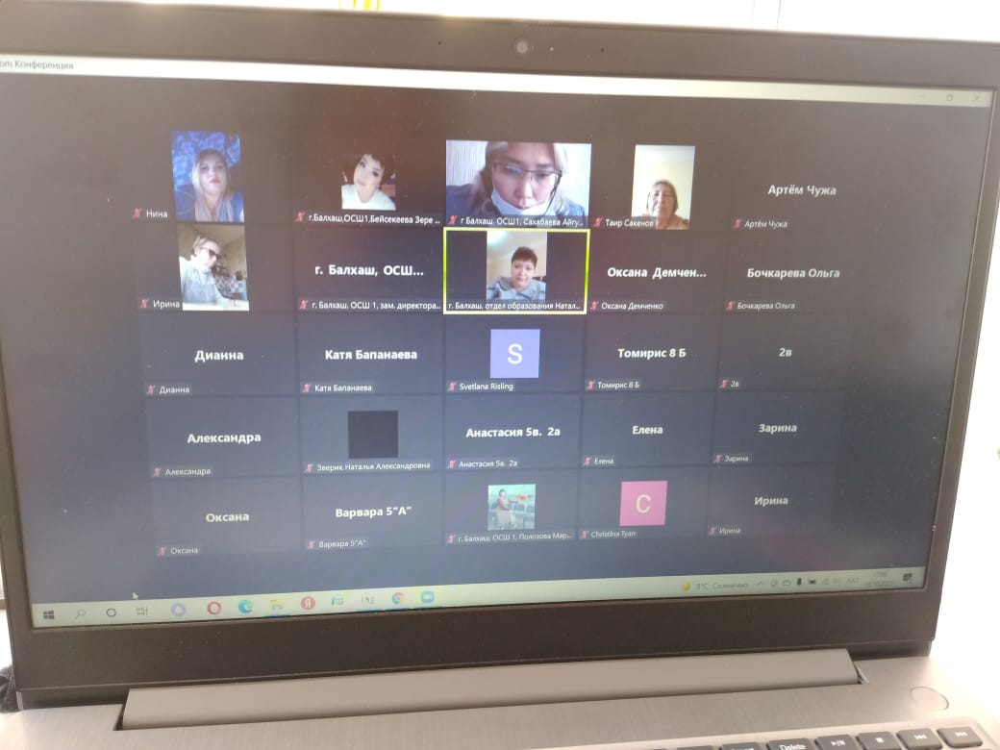 om Конференция
Нина
г.Балхаш,ОСШ1,Бейсекеева Зере ...
г Балхаш, ОСШ1, Сахабаева Айгу...
Таир Сакенов
Артём Чужа
Артём Чужа
Ирина
г. Балхаш, ОСШ...
г. Балхаш, ОСШ 1, зам. директора...
г. Балхаш, отдел образования Натал...
Оксана Демчен...
Оксана Демченко
Бочкарева Ольга
Бочкарева Ольга
Дианна
Дианна
Катя Бапанаева
Катя Бапанаева
S
Svetlana Risling
Томирис 8 Б
Томирис 8 Б
2в
2в
Александра
Александра
Зверик Наталья Александровна
Анастасия 5в. 2а
Анастасия 5в. 2а
Елена
Елена
Зарина
Зарина
Оксана
Оксана
Варвара 5"А"
Варвара 5"А"
г. Балхаш, ОСШ 1, Полозова Мар...
C
Christina Tyan
Ирина
Ирина
8°C Солнечно
КАЗ
Delete